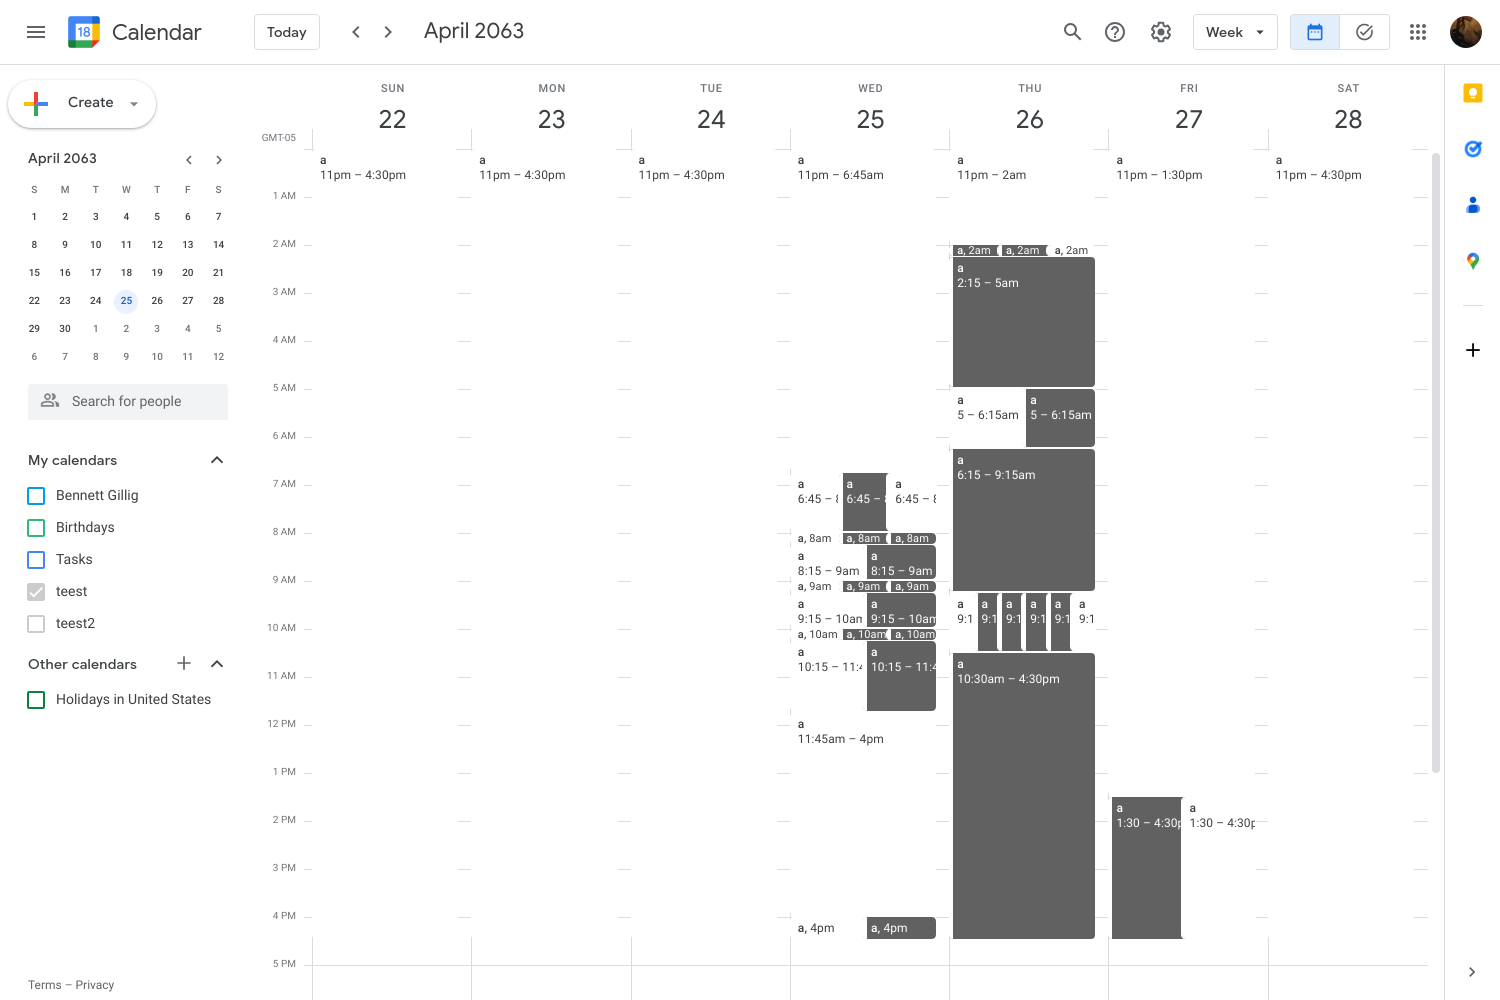 18 Calendar
Today
April 2063
Week
Create
SUN MON TUE WED THU FRI SAT
22 23 24 25 26 27 28
GMT-05
April 2063
S M T W T F S
1 2 3 4 5 6 7
8 9 10 11 12 13 14
15 16 17 18 19 20 21
22 23 24 25 26 27 28
29 30 1 2 3 4 5
6 7 8 9 10 11 12
Search for people
My calendars
Bennett Gillig
Birthdays
Tasks
teest
teest2
Other calendars
Holidays in United States
Terms – Privacy
1 AM
2 AM
3 AM
4 AM
5 AM
6 AM
7 AM
8 AM
9 AM
10 AM
11 AM
12 PM
1 PM
2 PM
3 PM
4 PM
5 PM
a
11pm – 4:30pm
a
11pm – 4:30pm
a
11pm – 4:30pm
a
11pm – 6:45am
a
6:45 – 8
a
6:45 – 8
a
6:45 – 8
a, 8am
a, 8am
a, 8am
a
8:15 – 9am
a
8:15 – 9am
a, 9am
a, 9am
a, 9am
a
9:15 – 10am
a
9:15 – 10am
a, 10am
a, 10am
a, 10am
a
10:15 – 11:4
a
10:15 – 11:4
a
11:45am – 4pm
a, 4pm
a, 4pm
a
11pm – 2am
a, 2am
a, 2am
a, 2am
a
2:15 – 5am
a
5 – 6:15am
a
5 – 6:15am
a
6:15 – 9:15am
a
9:1
a
9:1
a
9:1
a
9:1
a
9:1
a
9:1
a
10:30am – 4:30pm
a
11pm – 1:30pm
a
1:30 – 4:30p
a
1:30 – 4:30p
a
11pm – 4:30pm